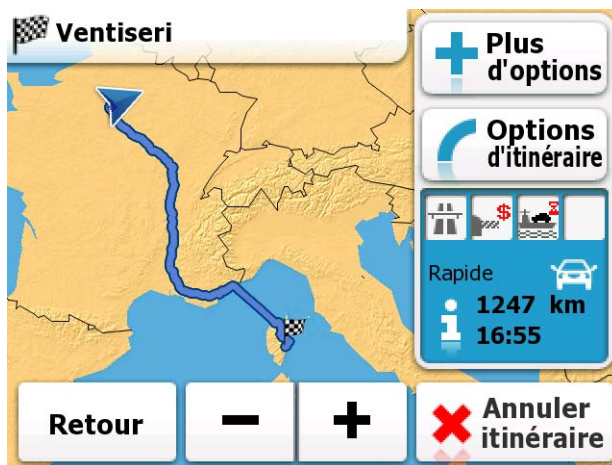 Ventiseri
Plus
d'options
Options
d'itinéraire
$
Rapide
1247 km
16:55
Retour
Annuler
itinéraire